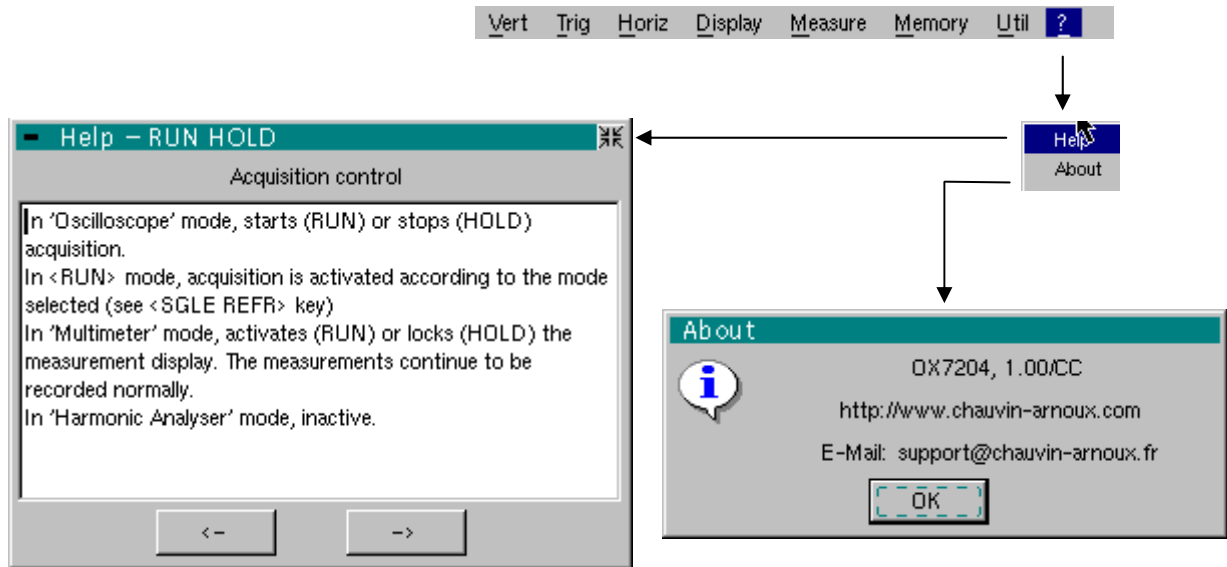 Vert Trig Horiz Display Measure Memory Util ?
Help
About
Help – RUN HOLD
Acquisition control
In 'Oscilloscope' mode, starts (RUN) or stops (HOLD)
acquisition.
In <RUN> mode, acquisition is activated according to the mode
selected (see <SGLE REFR> key)
In 'Multimeter' mode, activates (RUN) or locks (HOLD) the
measurement display. The measurements continue to be
recorded normally.
In 'Harmonic Analyser' mode, inactive.
<- ->
About
OX7204, 1.00/CC
http://www.chauvin-arnoux.com
E-Mail: support@chauvin-arnoux.fr
OK